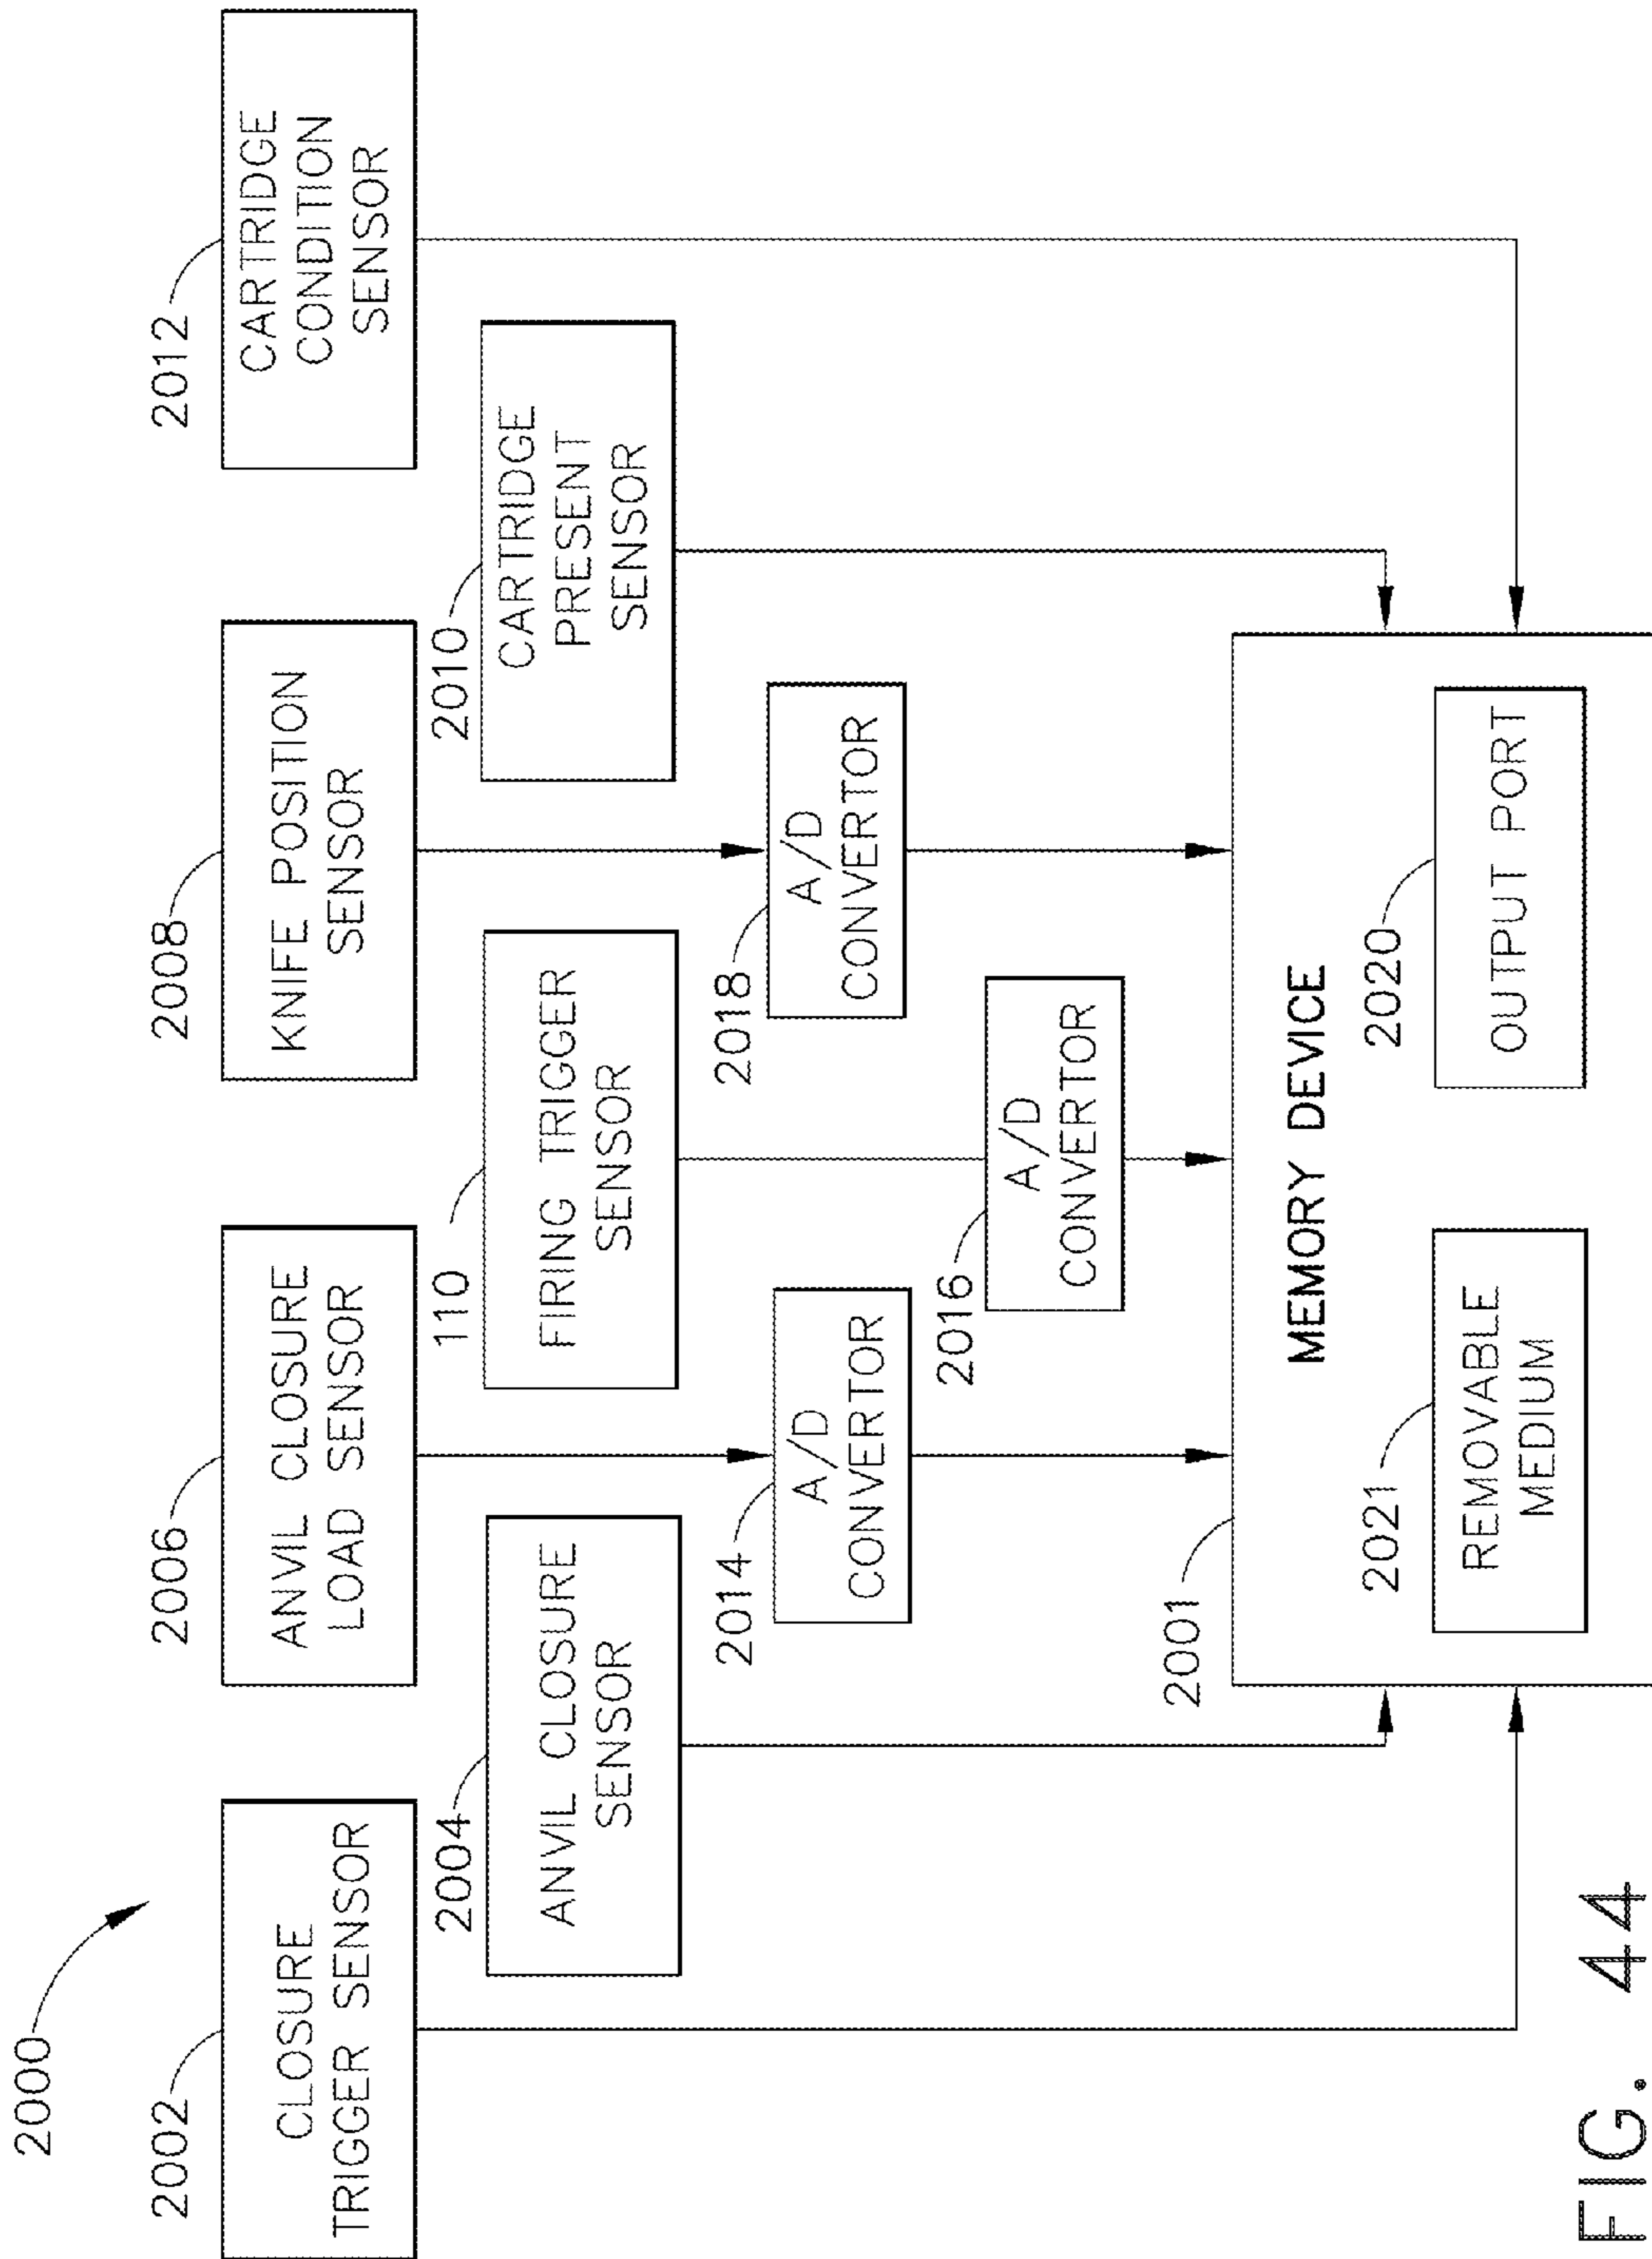 2000
2002
CLOSURE
TRIGGER SENSOR
2006
ANVIL CLOSURE
LOAD SENSOR
2008
KNIFE POSITION
SENSOR
2012
CARTRIDGE
CONDITION
SENSOR
2004
ANVIL CLOSURE
SENSOR
110
FIRING TRIGGER
SENSOR
2010
CARTRIDGE
PRESENT
SENSOR
2014
A/D
CONVERTOR
2018
A/D
CONVERTOR
2016
A/D
CONVERTOR
2001
MEMORY DEVICE
2021
REMOVABLE
MEDIUM
2020
OUTPUT PORT
FIG. 44